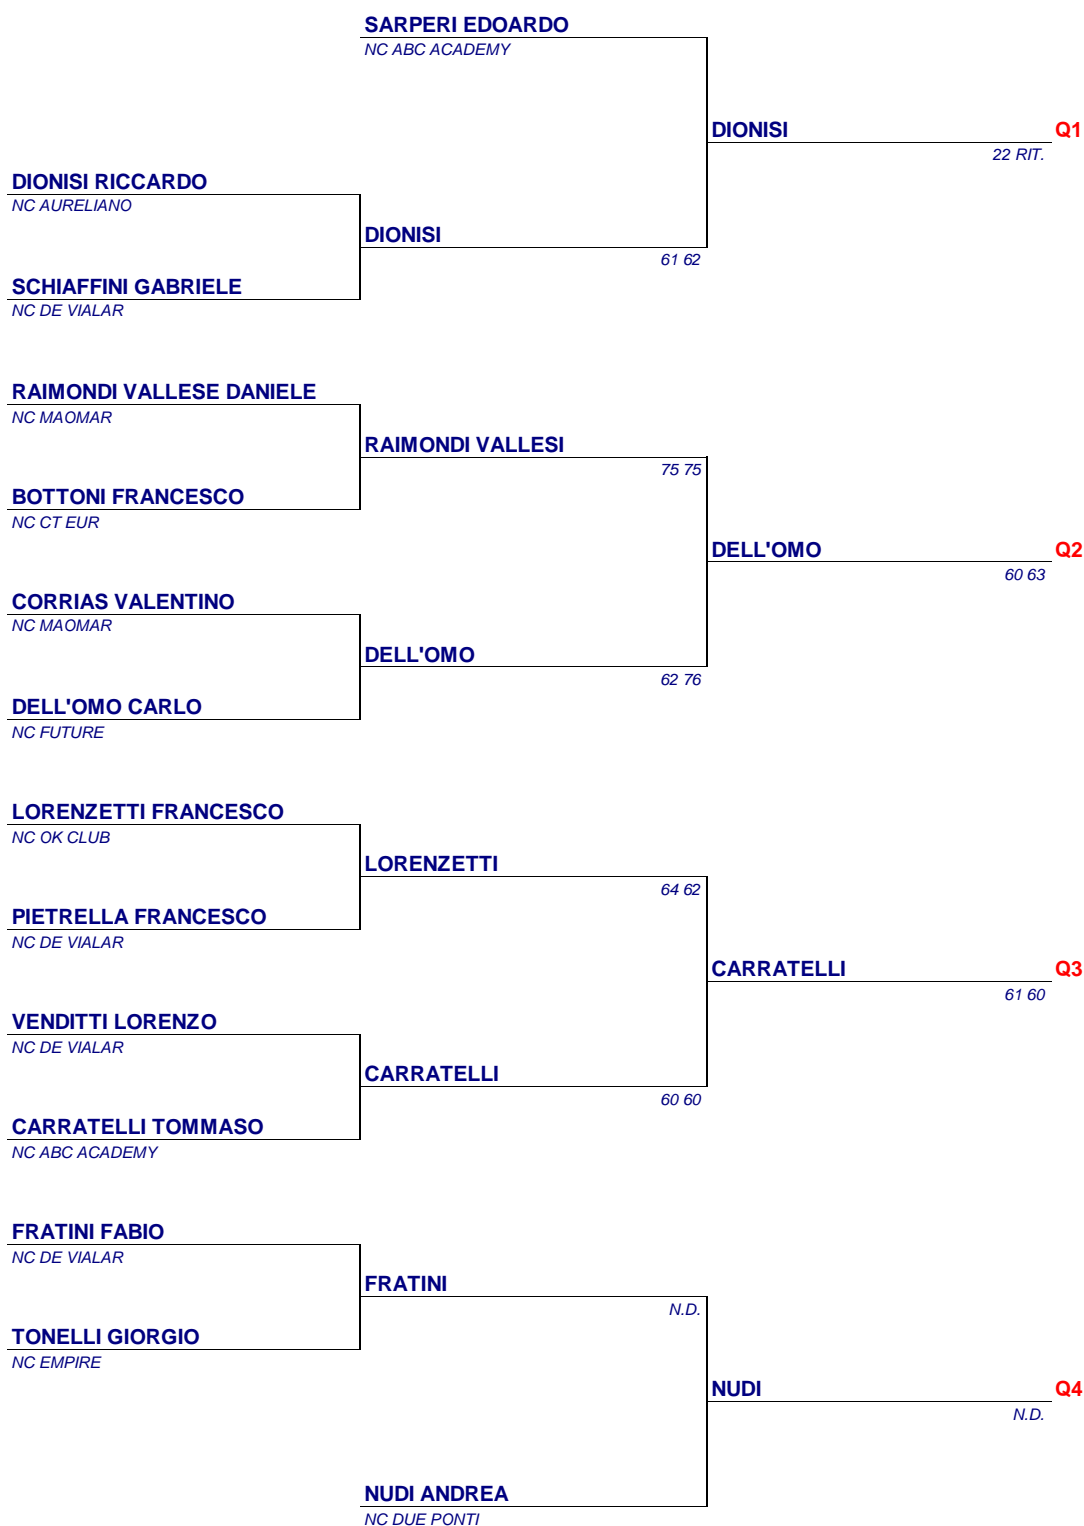 SARPERI EDOARDO
NC ABC ACADEMY
DIONISI
Q1
22 RIT.
DIONISI RICCARDO
NC AURELIANO
DIONISI
61 62
SCHIAFFINI GABRIELE
NC DE VIALAR
RAIMONDI VALLESE DANIELE
NC MAOMAR
RAIMONDI VALLESI
75 75
BOTTONI FRANCESCO
NC CT EUR
DELL'OMO
Q2
60 63
CORRIAS VALENTINO
NC MAOMAR
DELL'OMO
62 76
DELL'OMO CARLO
NC FUTURE
LORENZETTI FRANCESCO
NC OK CLUB
LORENZETTI
64 62
PIETRELLA FRANCESCO
NC DE VIALAR
CARRATELLI
Q3
61 60
VENDITTI LORENZO
NC DE VIALAR
CARRATELLI
60 60
CARRATELLI TOMMASO
NC ABC ACADEMY
FRATINI FABIO
NC DE VIALAR
FRATINI
N.D.
TONELLI GIORGIO
NC EMPIRE
NUDI
Q4
N.D.
NUDI ANDREA
NC DUE PONTI